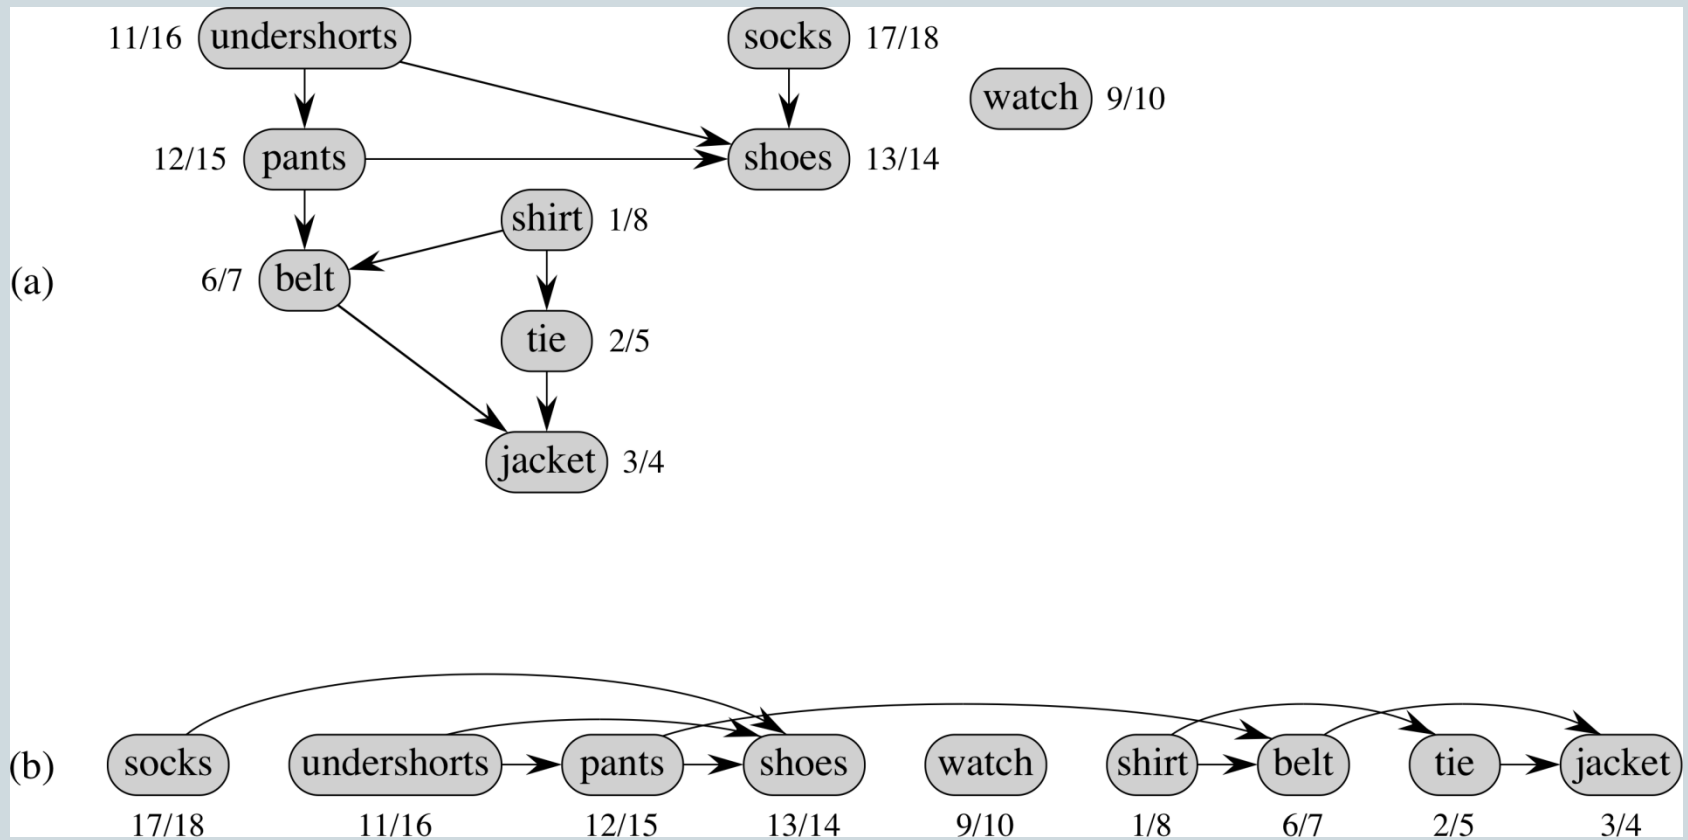 11/16 undershorts socks 17/18
watch 9/10
12/15 pants shoes 13/14
shirt 1/8
(a) 6/7 belt
tie 2/5
jacket 3/4
(b) socks undershorts pants shoes watch shirt belt tie jacket
17/18 11/16 12/15 13/14 9/10 1/8 6/7 2/5 3/4